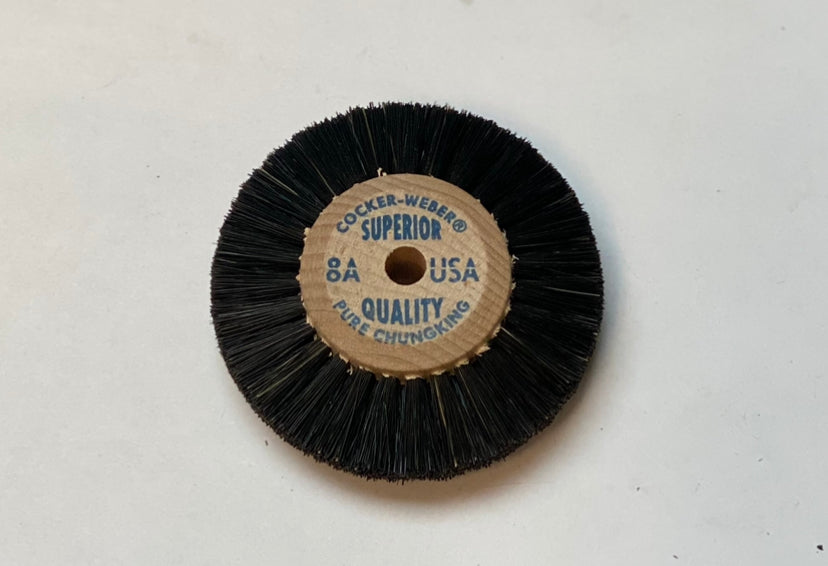 COCKER-WEBER®
SUPERIOR
8A USA
QUALITY
PURE CHUNGKING